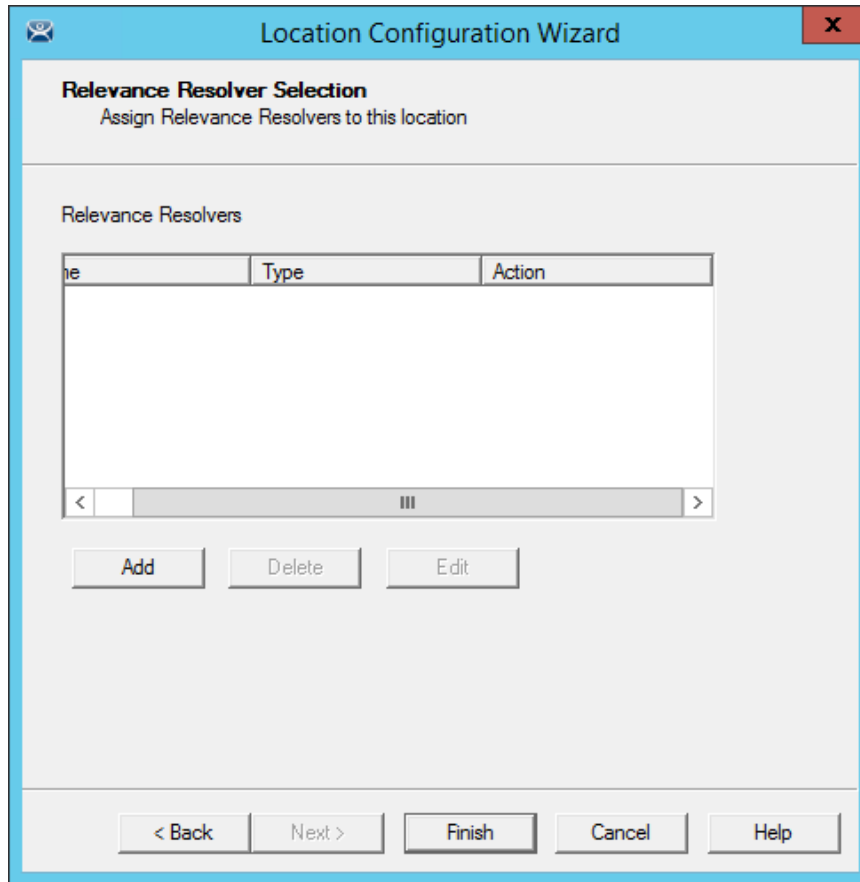 Location Configuration Wizard
x
Relevance Resolver Selection
Assign Relevance Resolvers to this location
Relevance Resolvers
ne Type Action
Add Delete Edit
< Back Next > Finish Cancel Help